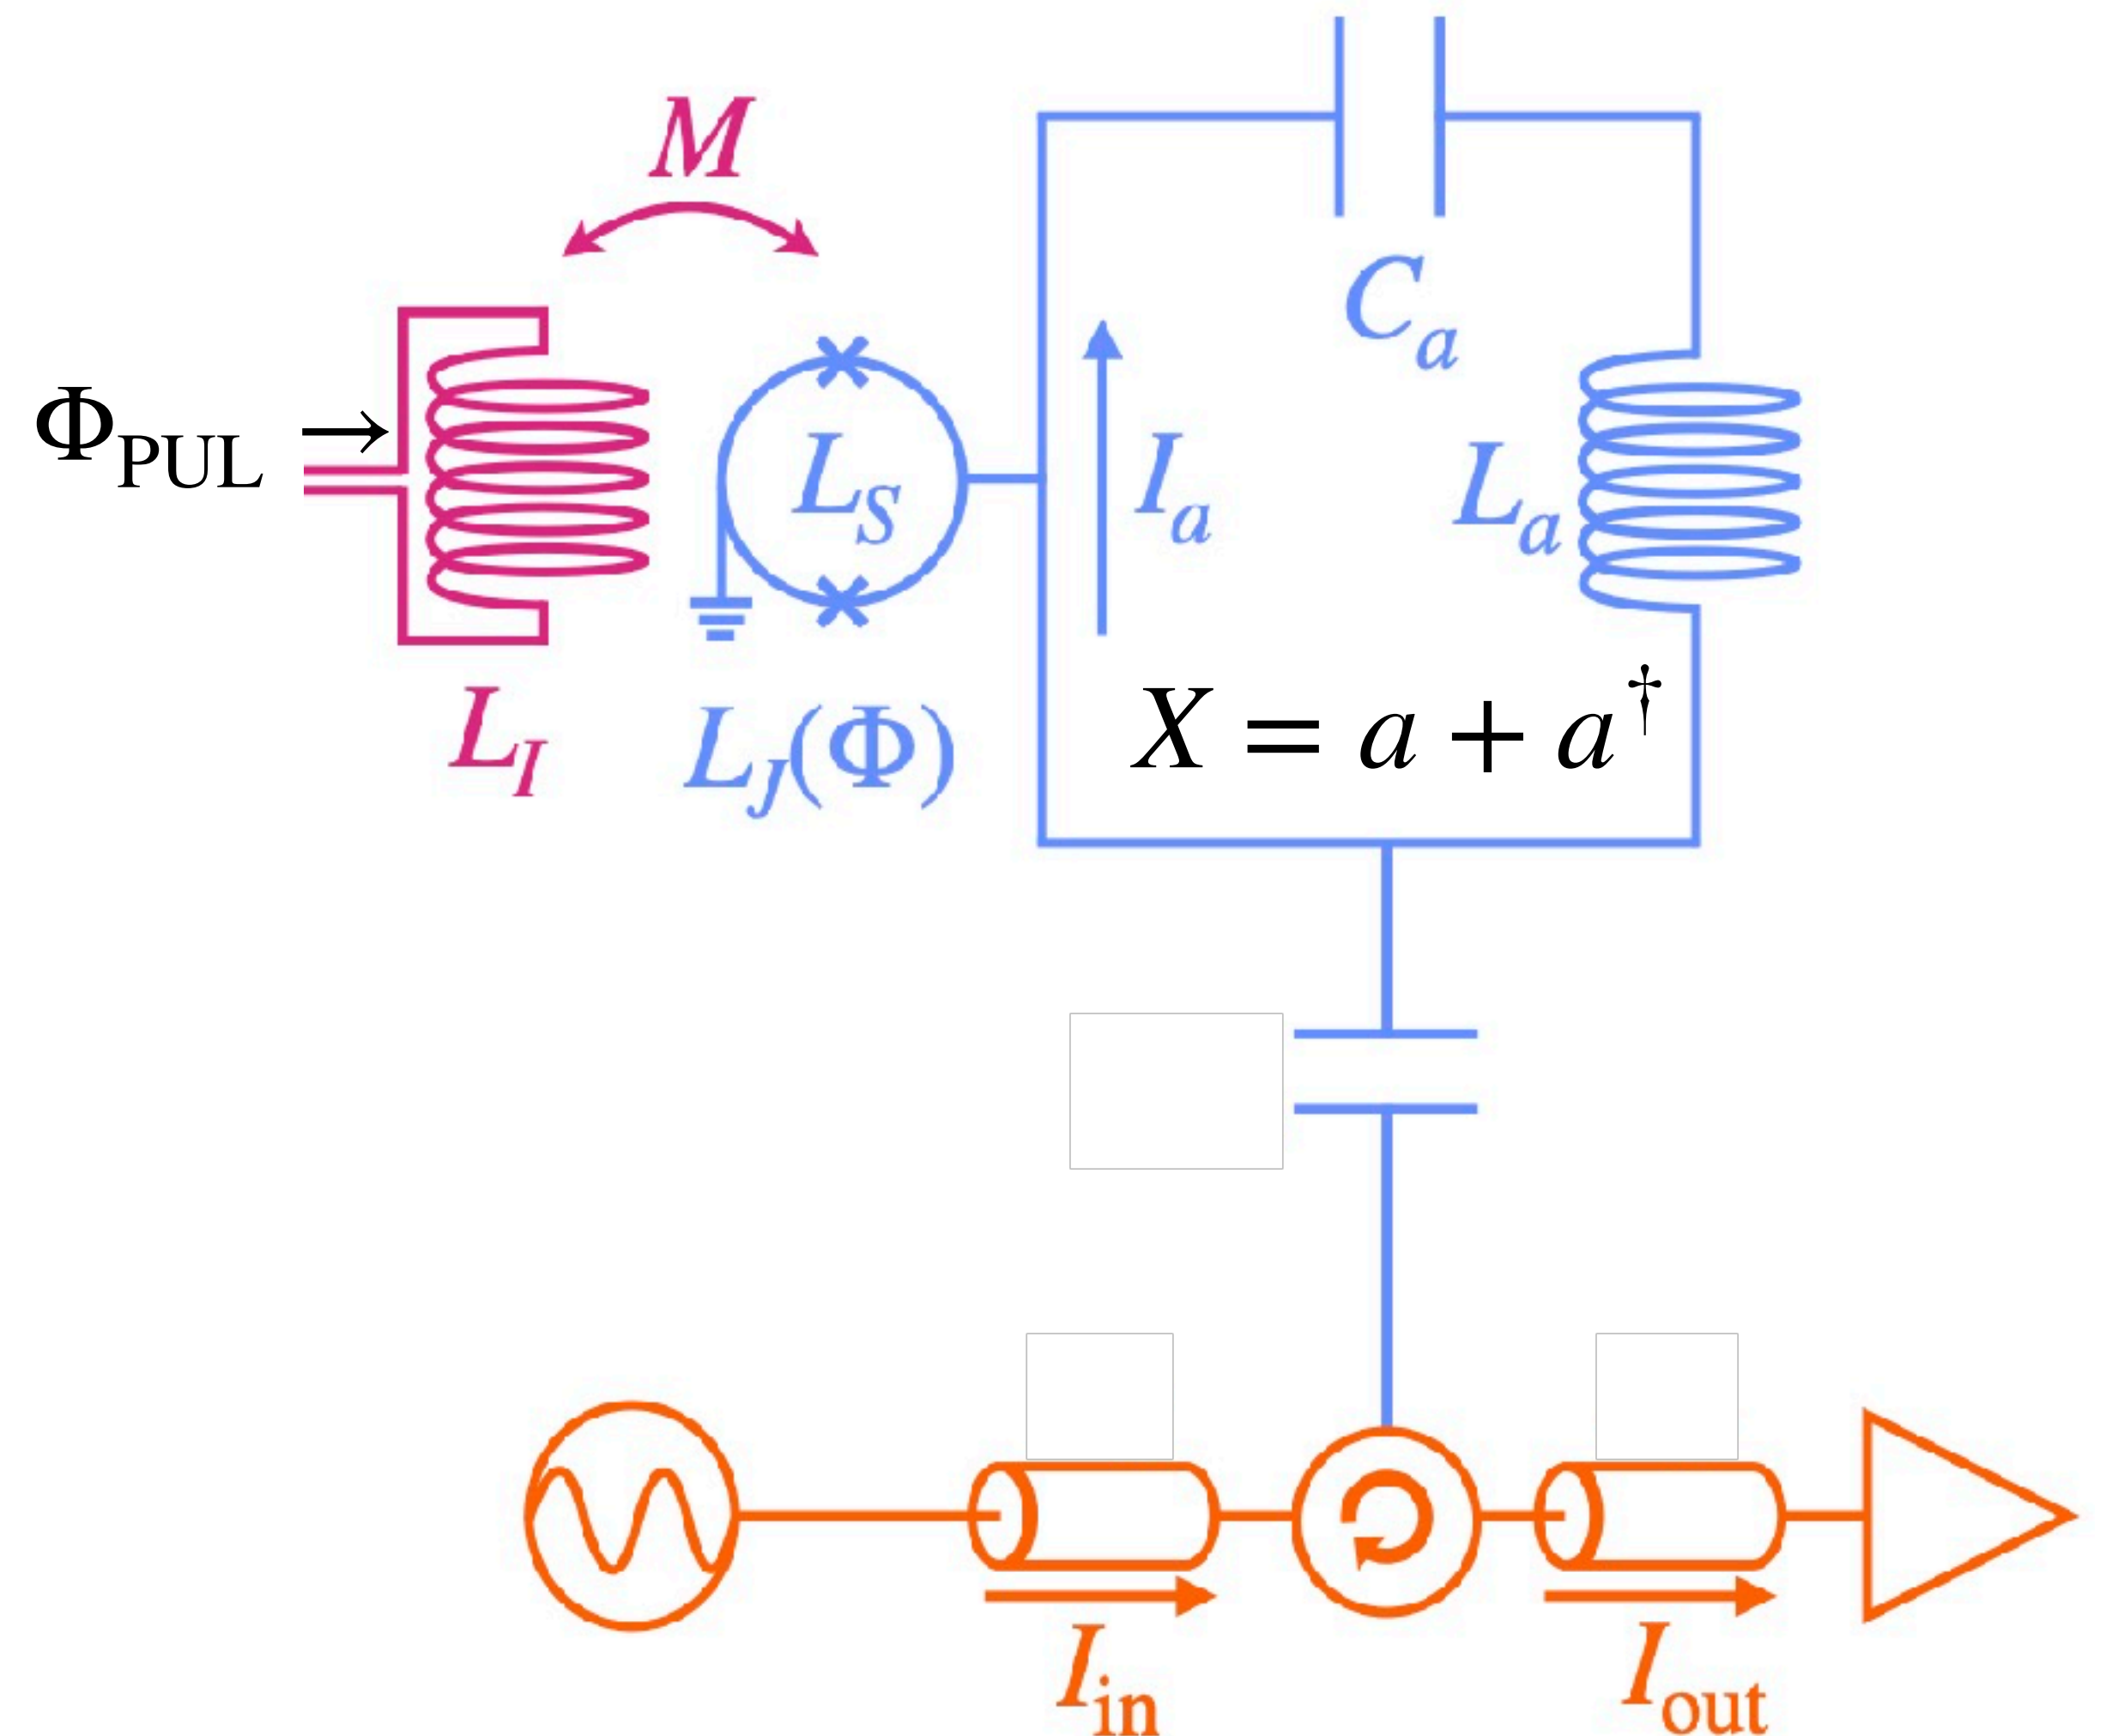 M
C_a
Φ_PUL →
L_S
I_a
L_a
L_I
L_J(Φ)
X = a + a^†
I_in
I_out